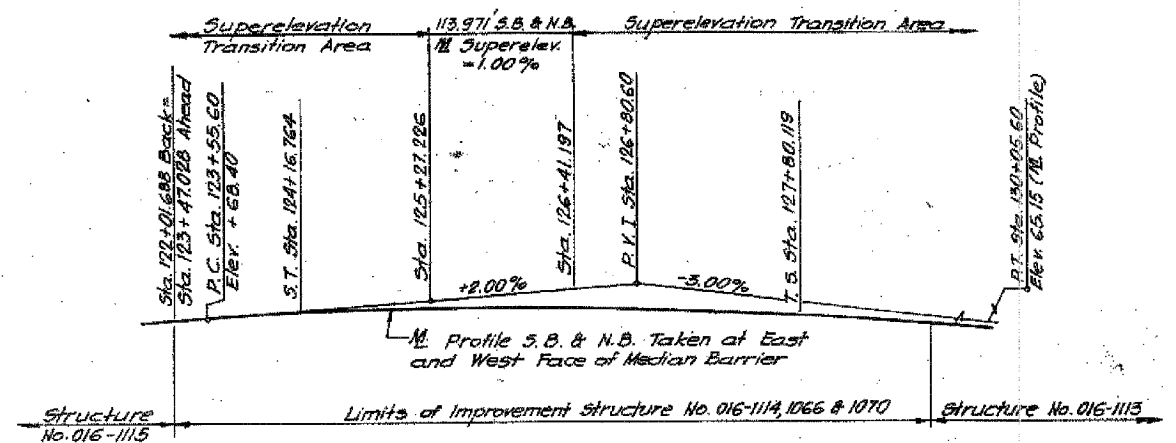 Superelevation
Transition Area
113.971' S.B. & N.B.
M Superelev.
= 1.00%
Superelevation Transition Area
Sta. 122+01.688 Back =
Sta. 123+47.028 Ahead
P.C. Sta. 123+55.60
Elev. +68.40
S.T. Sta. 124+16.764
Sta. 125+27.226
Sta. 126+41.197
P.V.I Sta. 126+80.60
T.S. Sta. 127+80.119
P.T. Sta. 130+05.60
Elev. 65.15 (M Profile)
+2.00%
-3.00%
M Profile S.B. & N.B. Taken at East
and West Face of Median Barrier
Structure
No. 016-1115
Limits of Improvement Structure No. 016-1114, 1066 & 1070
Structure No. 016-1113